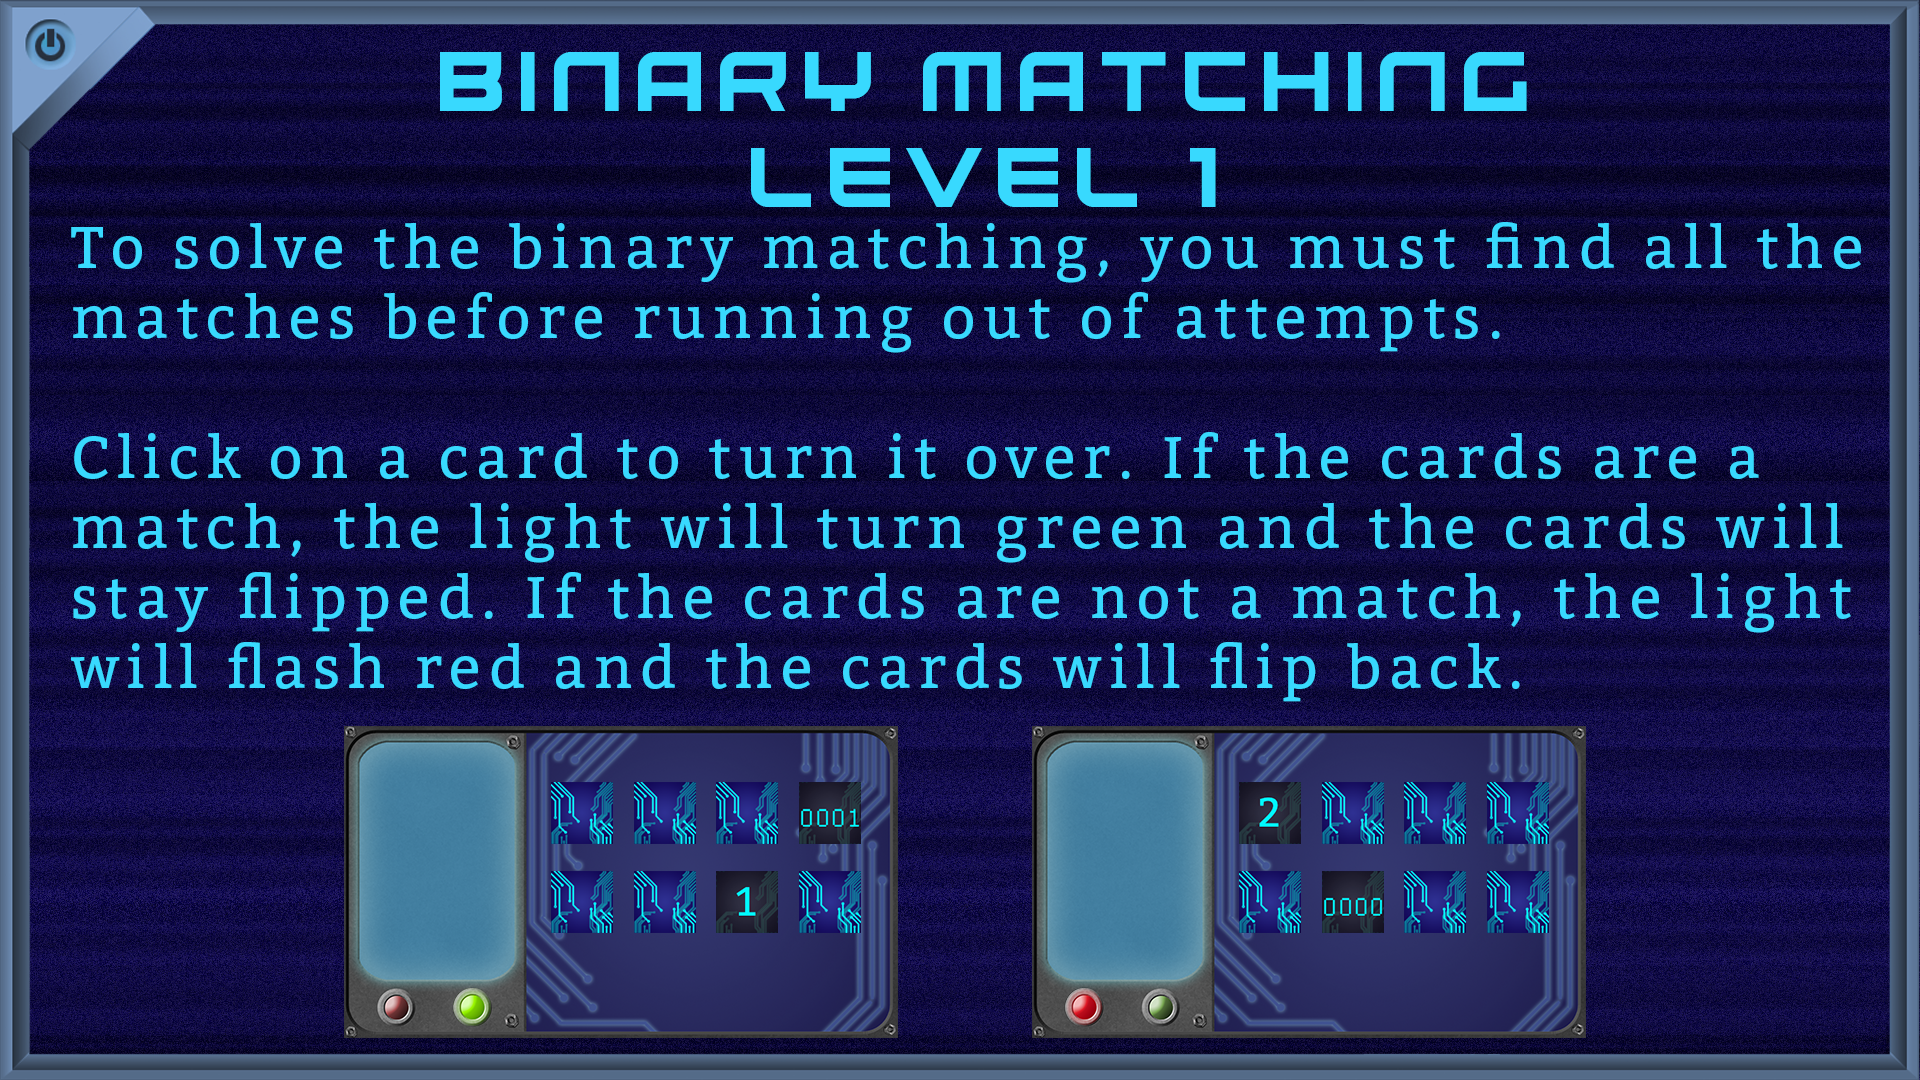 BINARY MATCHING
LEVEL 1
To solve the binary matching, you must find all the
matches before running out of attempts.
Click on a card to turn it over. If the cards are a
match, the light will turn green and the cards will
stay flipped. If the cards are not a match, the light
will flash red and the cards will flip back.
0001
1
2
0000